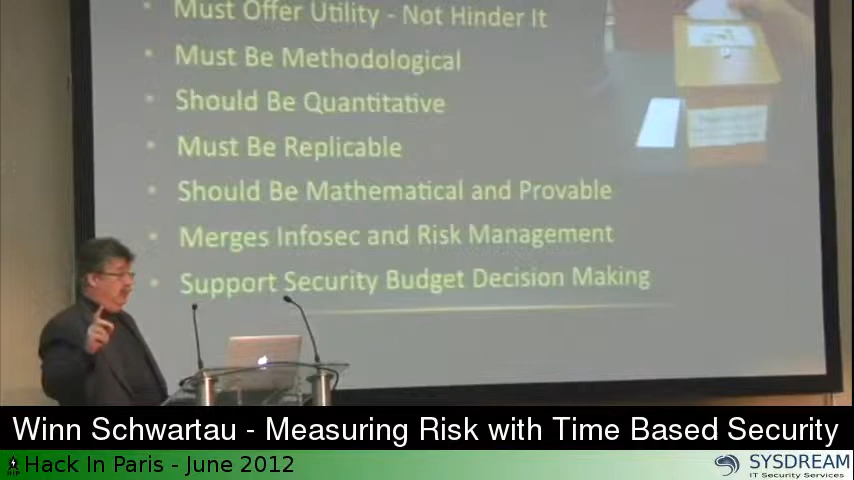 Must Offer Utility - Not Hinder It
Must Be Methodological
Should Be Quantitative
Must Be Replicable
Should Be Mathematical and Provable
Merges Infosec and Risk Management
Support Security Budget Decision Making
Winn Schwartau - Measuring Risk with Time Based Security
Hack In Paris - June 2012
SYSDREAM
IT Security Services